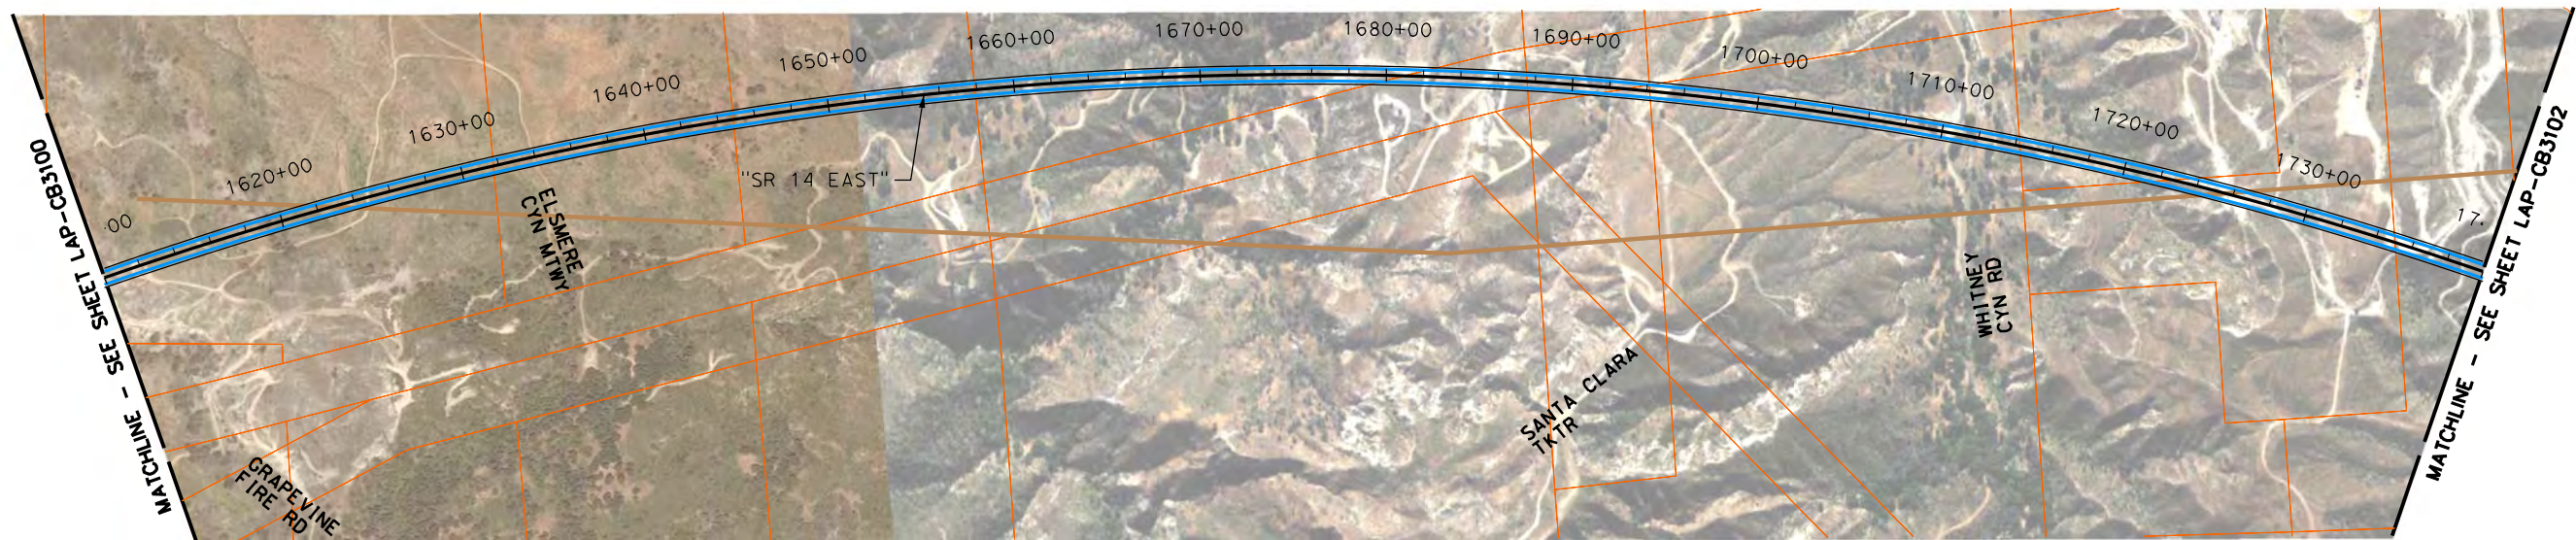 1620+00
1630+00
1640+00
1650+00
1660+00
1670+00
1680+00
1690+00
1700+00
1710+00
1720+00
1730+00
00
17
"SR 14 EAST"
ELSMERE
CYN MTWY
GRAPEVINE
FIRE RD
SANTA CLARA
TKTR
WHITNEY
CYN RD
MATCHLINE - SEE SHEET LAP-CB3100
MATCHLINE - SEE SHEET LAP-CB3102